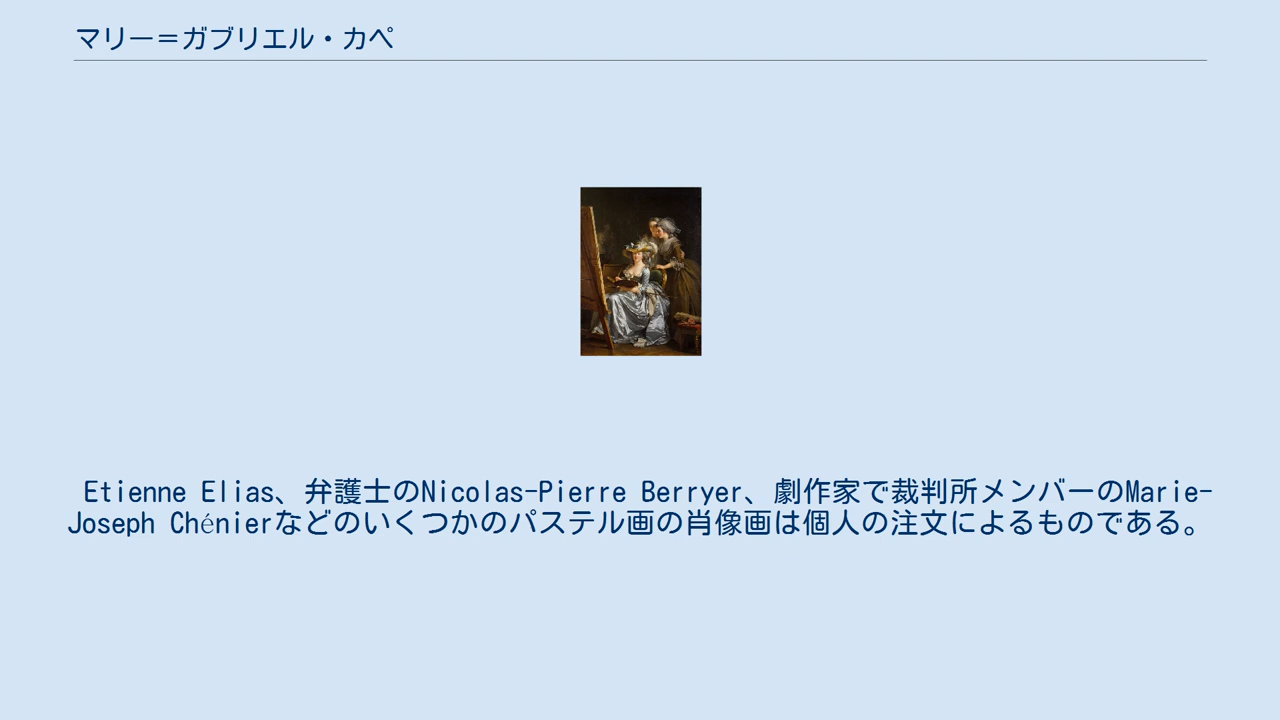 マリー＝ガブリエル・カペ
Etienne Elias、弁護士のNicolas-Pierre Berryer、劇作家で裁判所メンバーのMarie-
Joseph Chénierなどのいくつかのパステル画の肖像画は個人の注文によるものである。